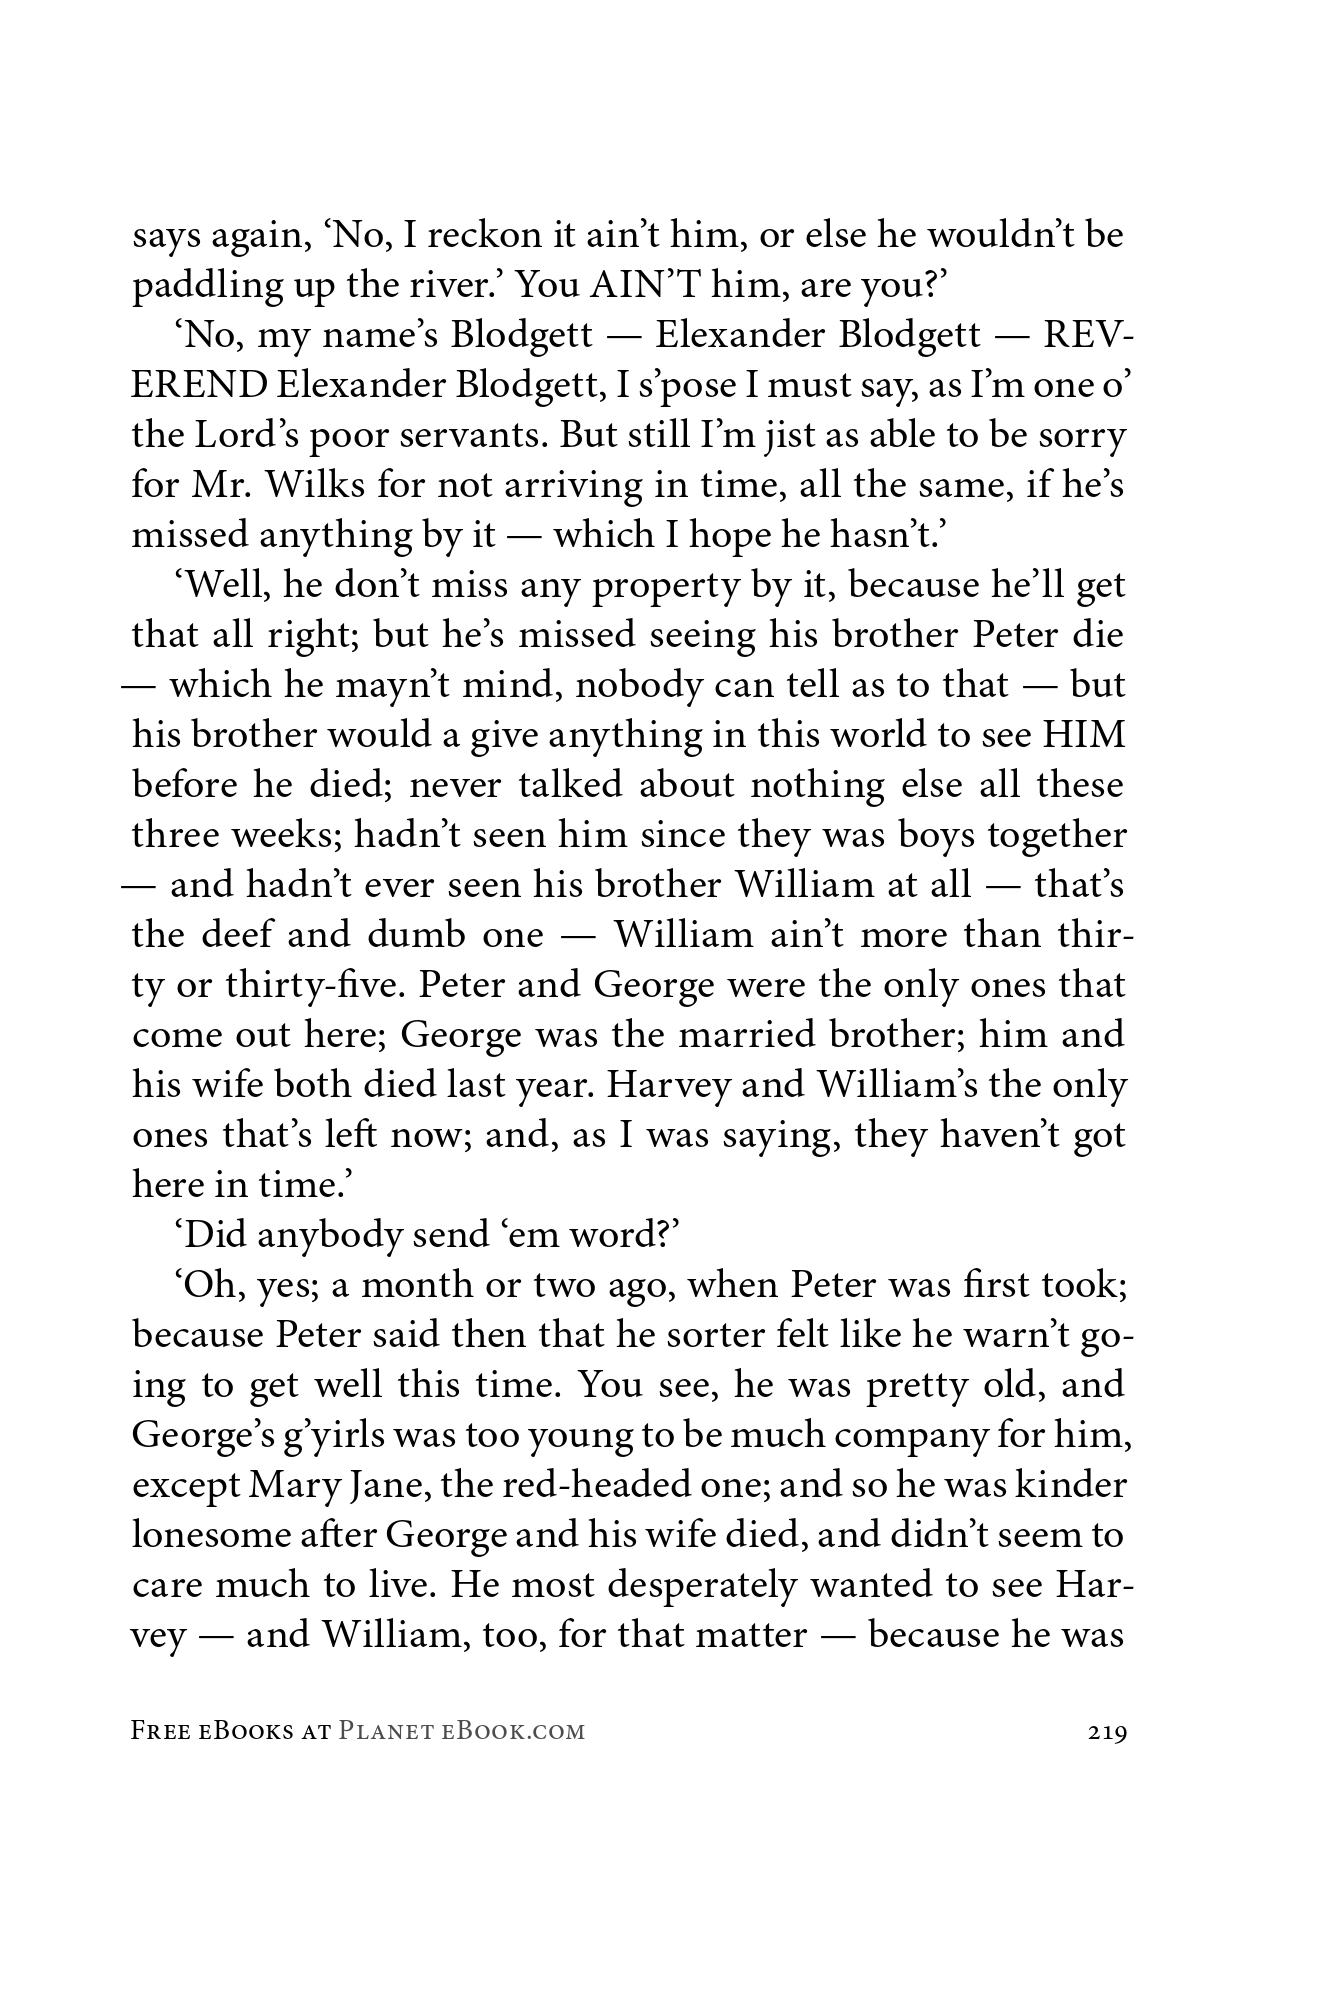 says again, ‘No, I reckon it ain’t him, or else he wouldn’t be
paddling up the river.’ You AIN’T him, are you?’
‘No, my name’s Blodgett — Elexander Blodgett — REV-
EREND Elexander Blodgett, I s’pose I must say, as I’m one o’
the Lord’s poor servants. But still I’m jist as able to be sorry
for Mr. Wilks for not arriving in time, all the same, if he’s
missed anything by it — which I hope he hasn’t.’
‘Well, he don’t miss any property by it, because he’ll get
that all right; but he’s missed seeing his brother Peter die
— which he mayn’t mind, nobody can tell as to that — but
his brother would a give anything in this world to see HIM
before he died; never talked about nothing else all these
three weeks; hadn’t seen him since they was boys together
— and hadn’t ever seen his brother William at all — that’s
the deef and dumb one — William ain’t more than thir-
ty or thirty-five. Peter and George were the only ones that
come out here; George was the married brother; him and
his wife both died last year. Harvey and William’s the only
ones that’s left now; and, as I was saying, they haven’t got
here in time.’
‘Did anybody send ‘em word?’
‘Oh, yes; a month or two ago, when Peter was first took;
because Peter said then that he sorter felt like he warn’t go-
ing to get well this time. You see, he was pretty old, and
George’s g’yirls was too young to be much company for him,
except Mary Jane, the red-headed one; and so he was kinder
lonesome after George and his wife died, and didn’t seem to
care much to live. He most desperately wanted to see Har-
vey — and William, too, for that matter — because he was
Free eBooks at Planet eBook.com 219